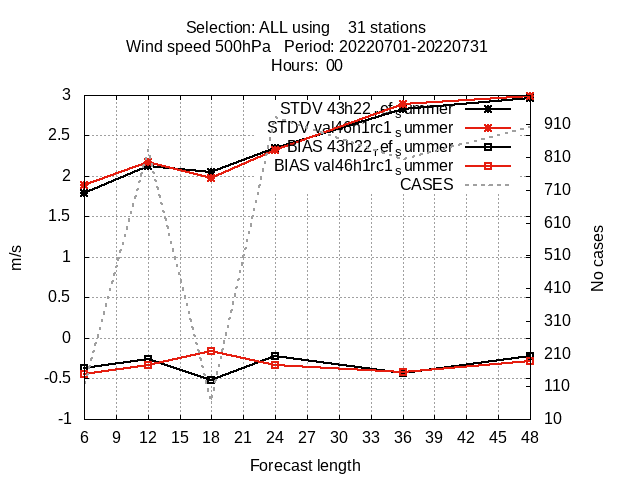 Selection: ALL using 31 stations
Wind speed 500hPa Period: 20220701-20220731
Hours: 00
STDV 43h22_ref_summer
STDV val46h1rc1_summer
BIAS 43h22_ref_summer
BIAS val46h1rc1_summer
CASES
3
2.5
2
1.5
1
0.5
0
-0.5
-1
m/s
910
810
710
610
510
410
310
210
110
10
No cases
6 9 12 15 18 21 24 27 30 33 36 39 42 45 48
Forecast length